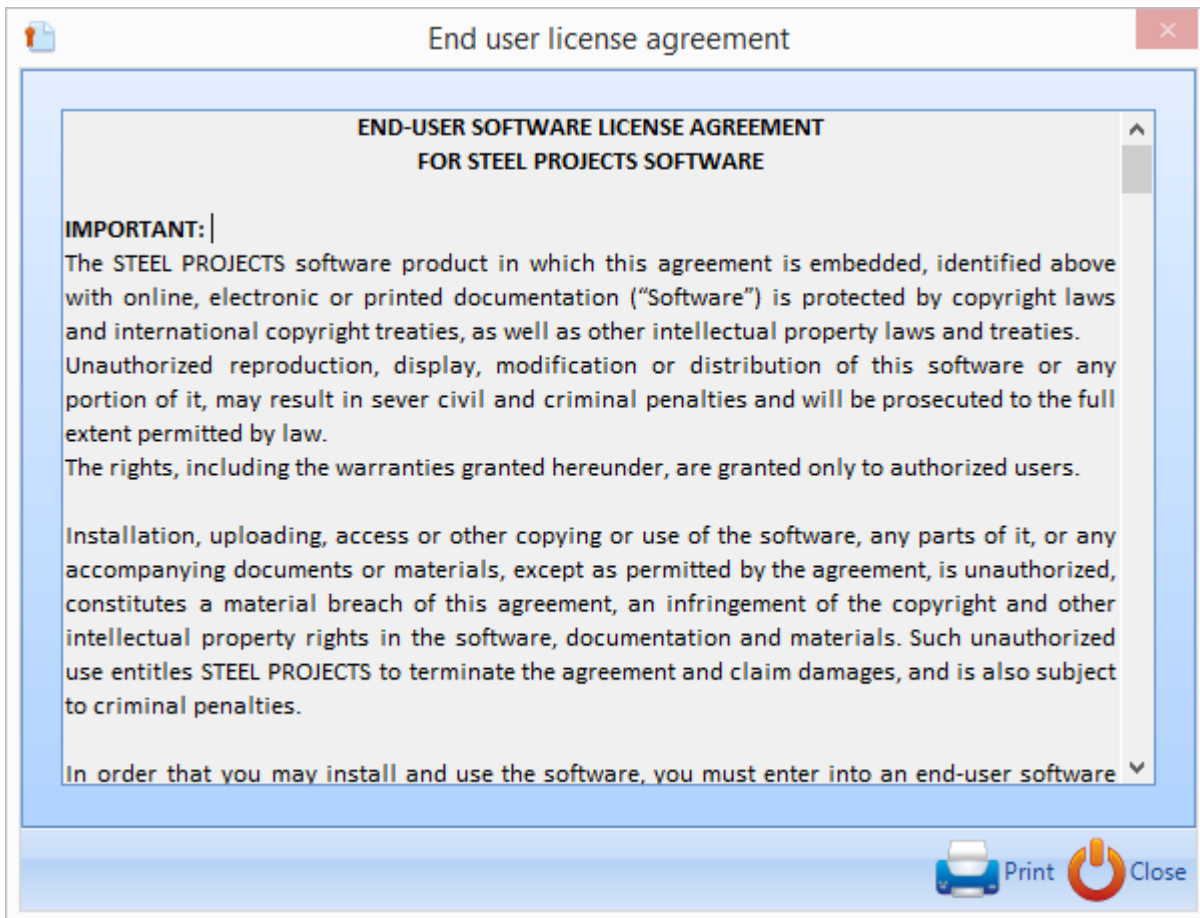 End user license agreement
END-USER SOFTWARE LICENSE AGREEMENT
FOR STEEL PROJECTS SOFTWARE
IMPORTANT:
The STEEL PROJECTS software product in which this agreement is embedded, identified above
with online, electronic or printed documentation (“Software”) is protected by copyright laws
and international copyright treaties, as well as other intellectual property laws and treaties.
Unauthorized reproduction, display, modification or distribution of this software or any
portion of it, may result in sever civil and criminal penalties and will be prosecuted to the full
extent permitted by law.
The rights, including the warranties granted hereunder, are granted only to authorized users.
Installation, uploading, access or other copying or use of the software, any parts of it, or any
accompanying documents or materials, except as permitted by the agreement, is unauthorized,
constitutes a material breach of this agreement, an infringement of the copyright and other
intellectual property rights in the software, documentation and materials. Such unauthorized
use entitles STEEL PROJECTS to terminate the agreement and claim damages, and is also subject
to criminal penalties.
In order that you may install and use the software, you must enter into an end-user software
Print Close